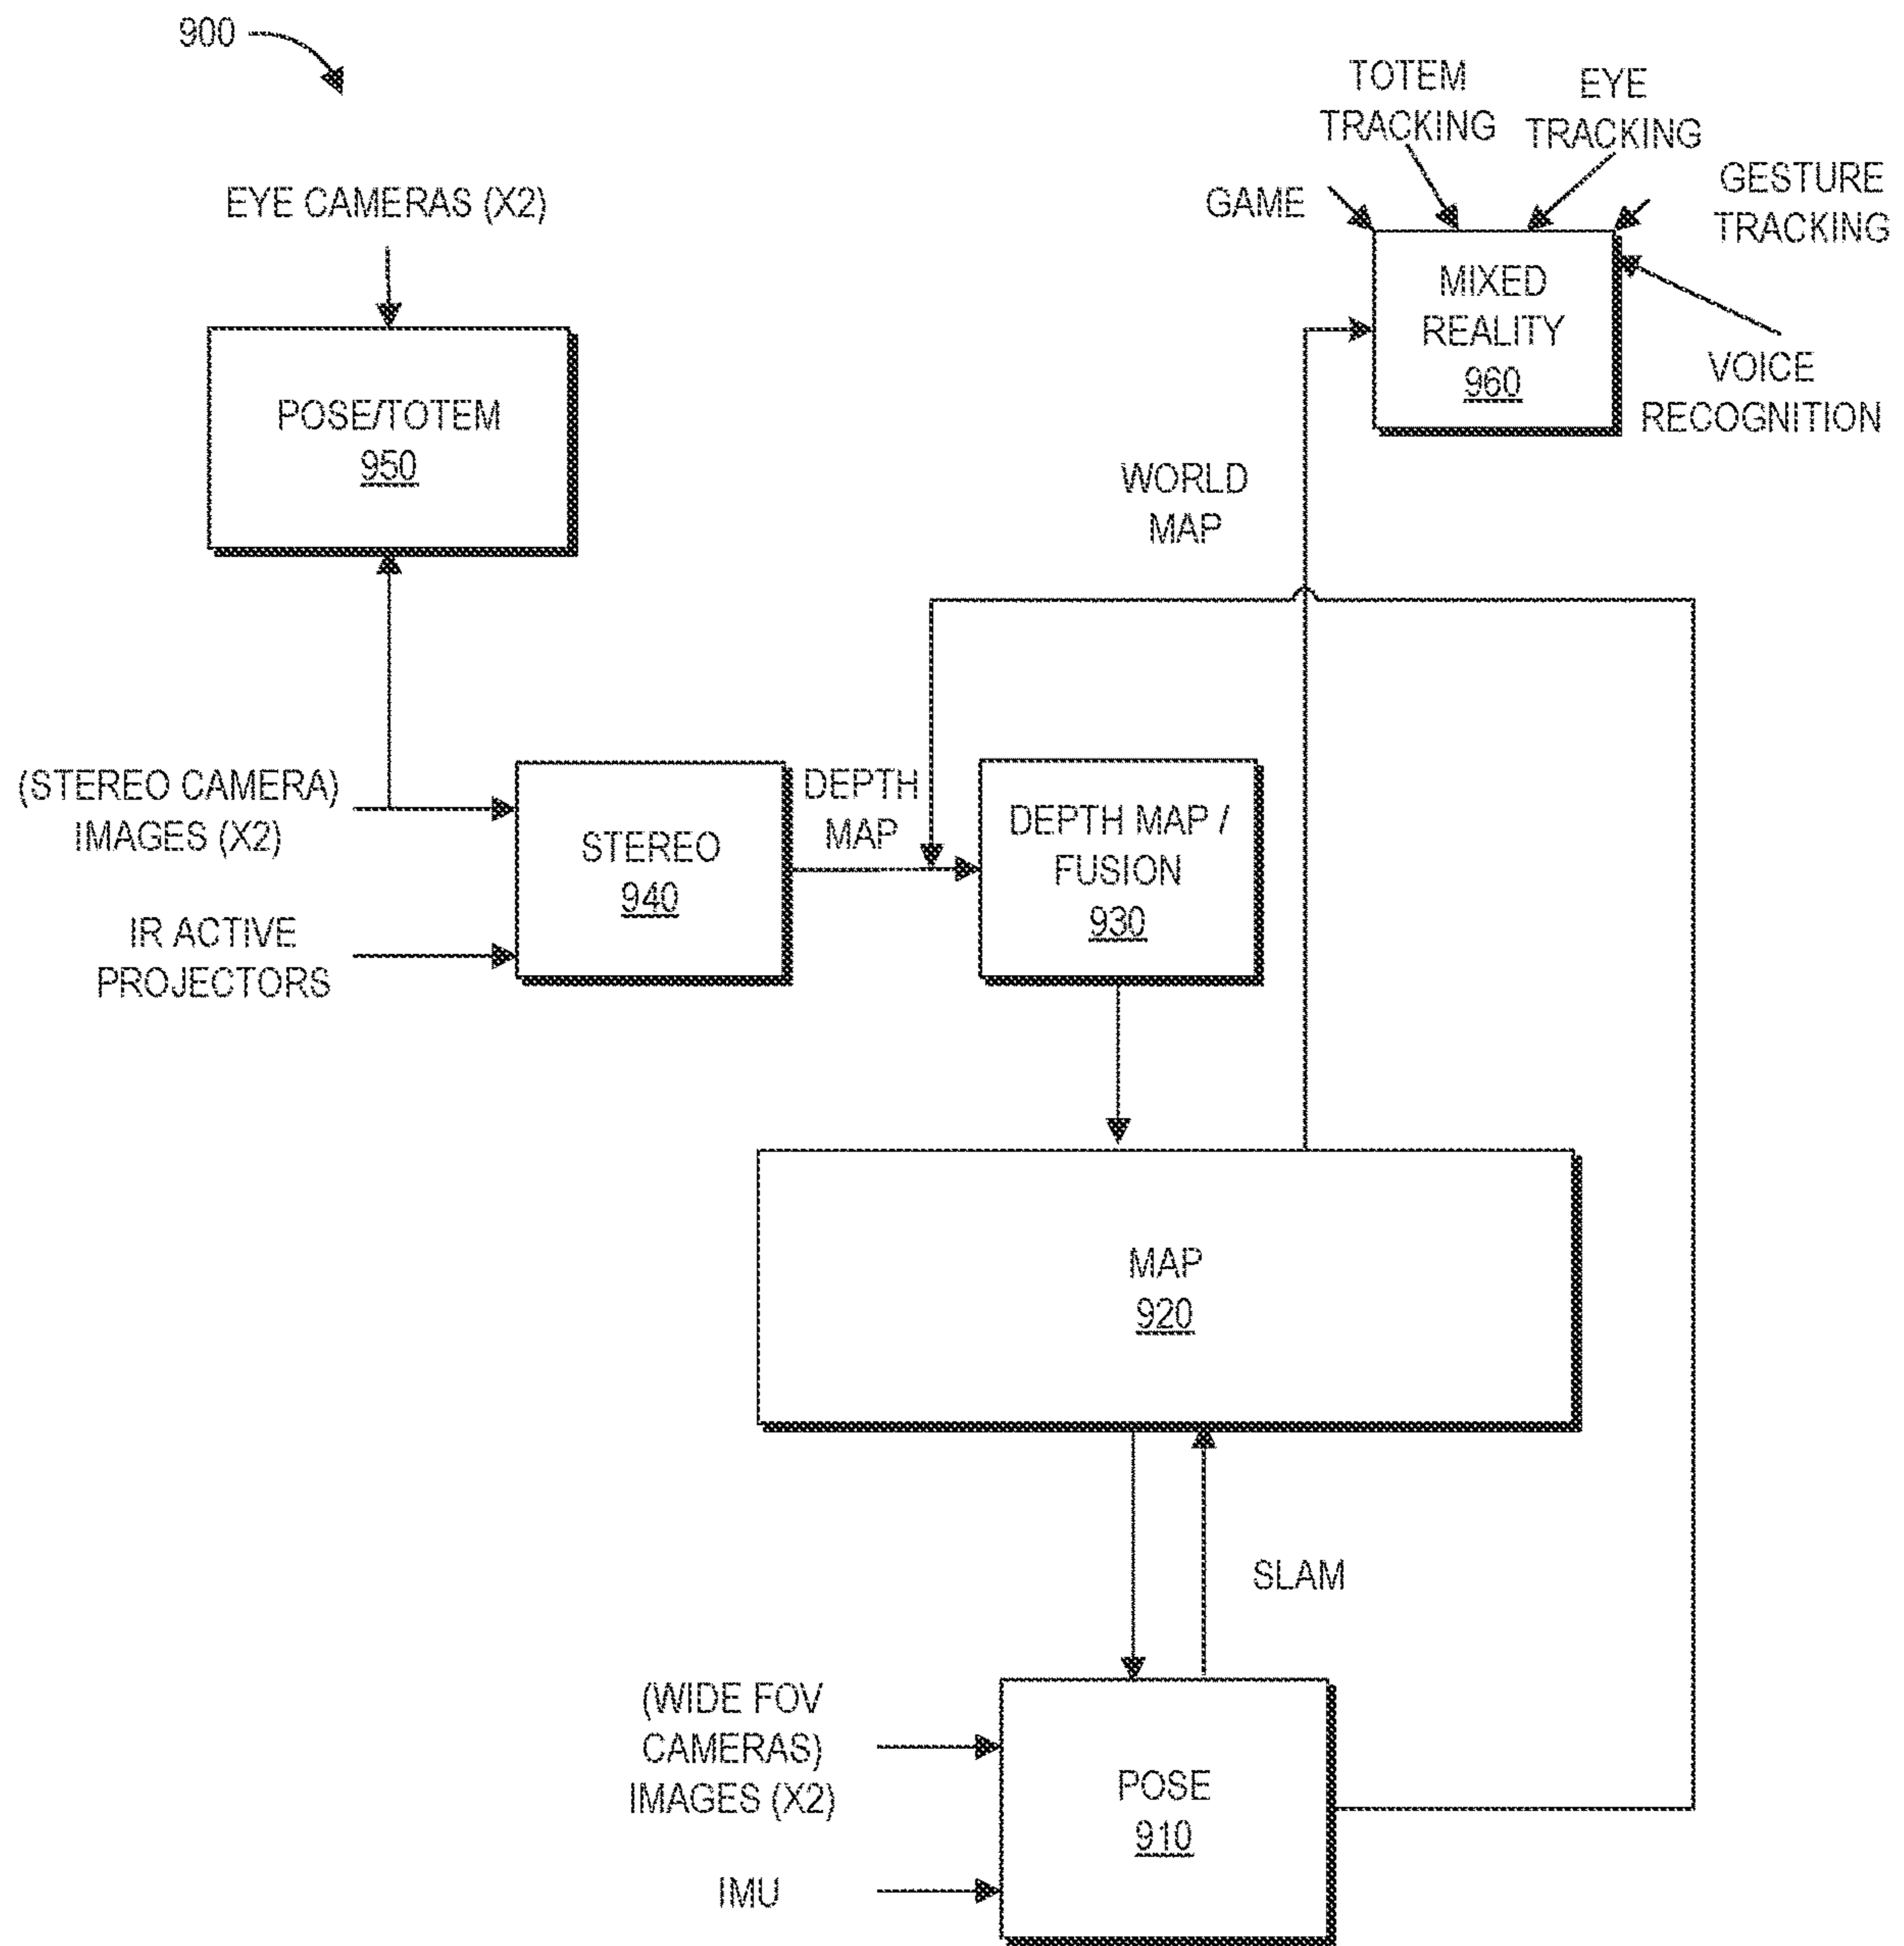 900
TOTEM
TRACKING
EYE
TRACKING
EYE CAMERAS (X2)
GAME
GESTURE
TRACKING
MIXED
REALITY
960
VOICE
RECOGNITION
POSE/TOTEM
950
WORLD
MAP
(STEREO CAMERA)
IMAGES (X2)
IR ACTIVE
PROJECTORS
STEREO
940
DEPTH
MAP
DEPTH MAP /
FUSION
930
MAP
920
SLAM
(WIDE FOV
CAMERAS)
IMAGES (X2)
IMU
POSE
910